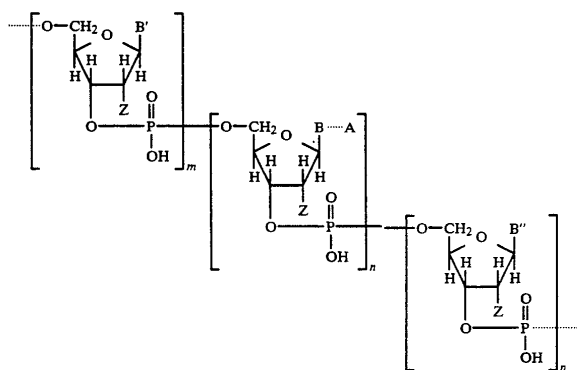 O CH₂ O B'
H H H H
Z
O
O P O CH₂ O B A
OH m
H H H H
Z
O
O P O CH₂ O B''
OH n
H H H H
Z
O
O P O
OH